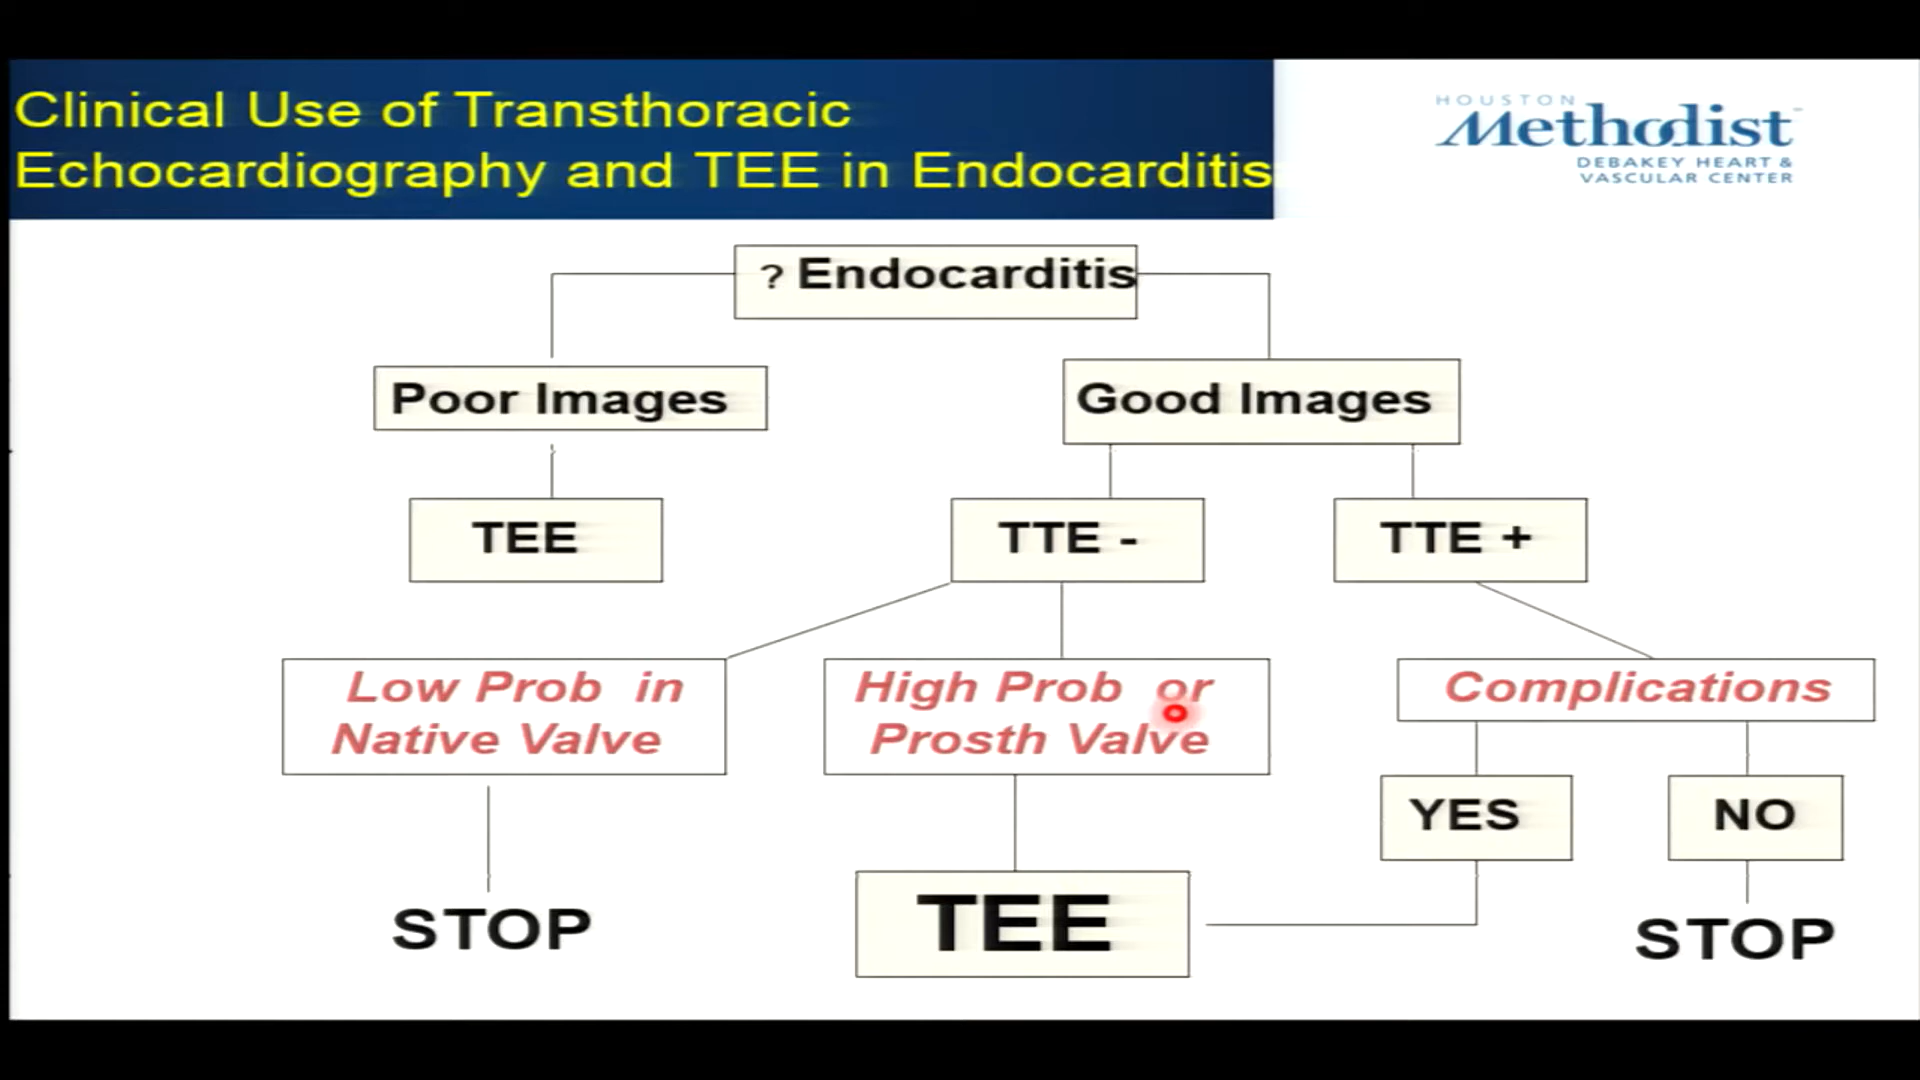 Clinical Use of Transthoracic
Echocardiography and TEE in Endocarditis
HOUSTON
Methodist
DEBAKEY HEART &
VASCULAR CENTER
? Endocarditis
Poor Images
Good Images
TEE
TTE -
TTE +
Low Prob in
Native Valve
High Prob or
Prosth Valve
Complications
YES
NO
STOP
TEE
STOP